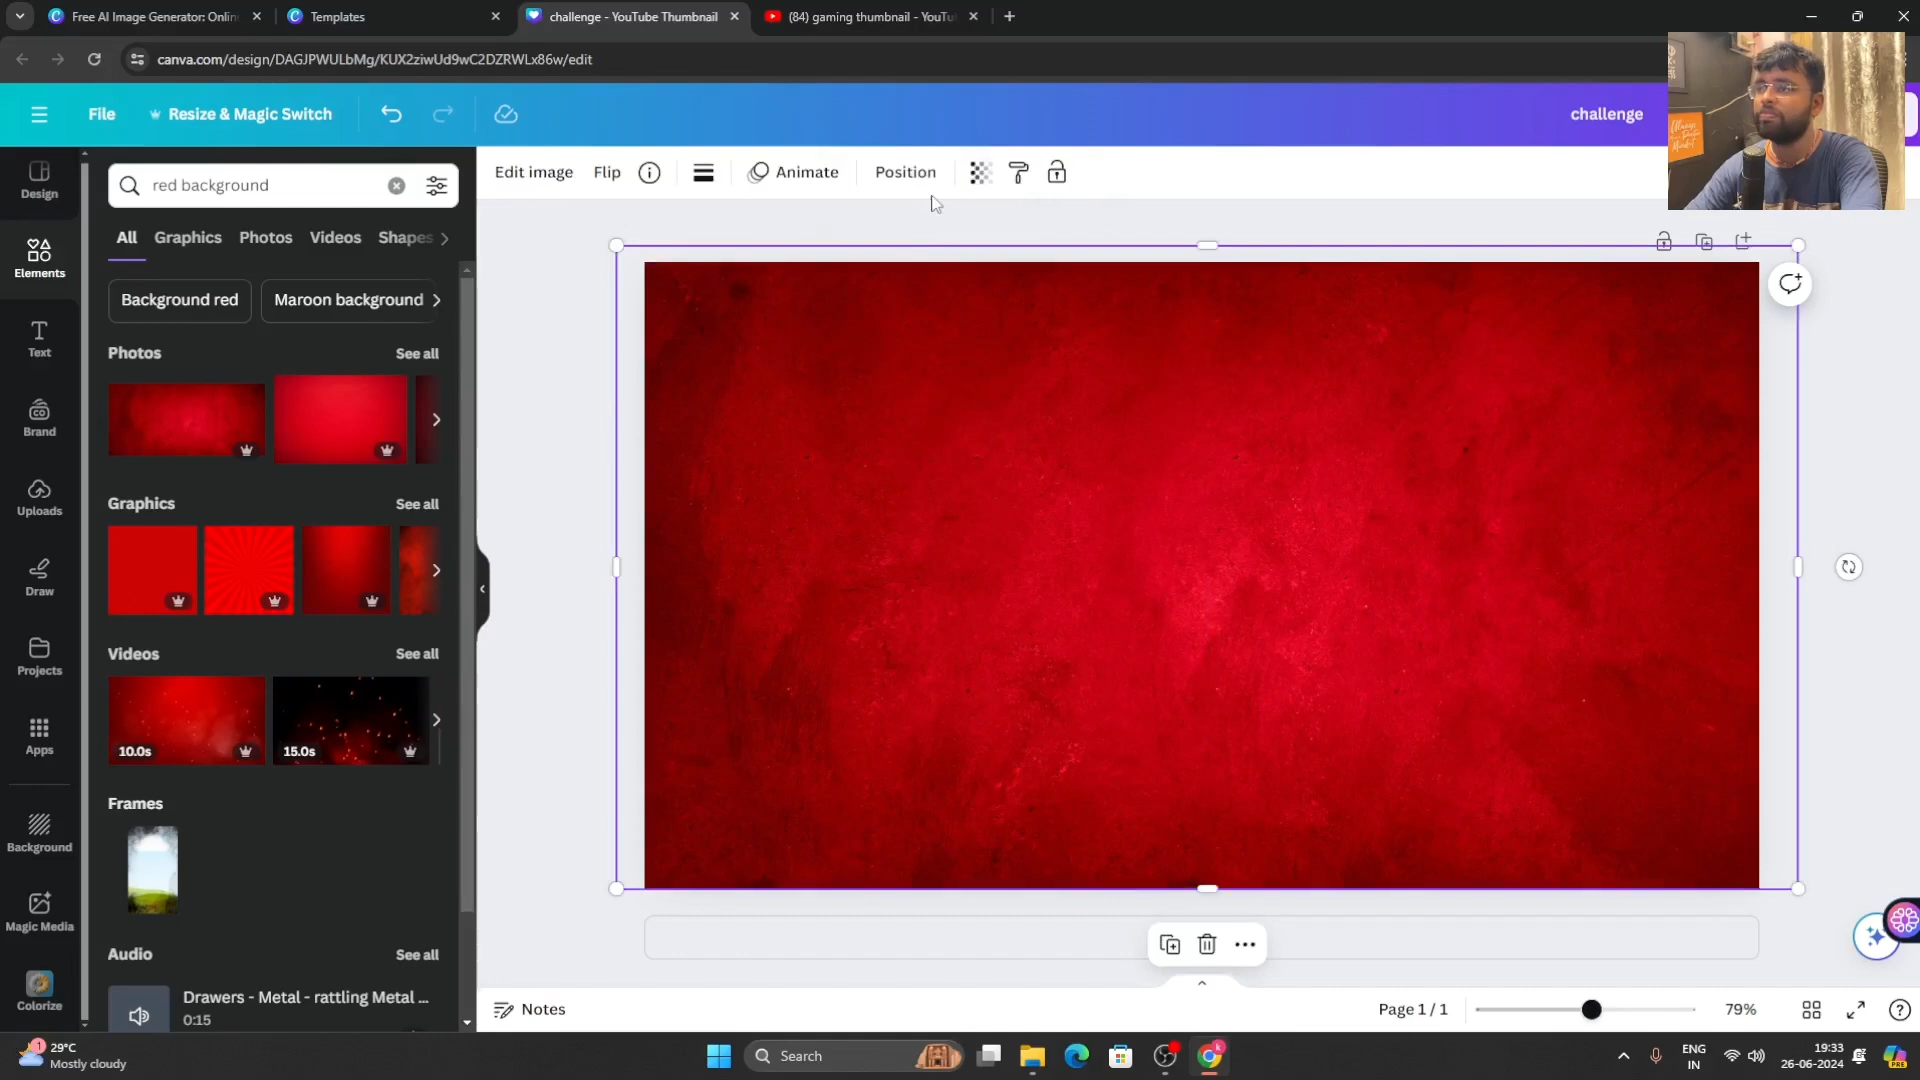 Free AI Image Generator: Onlin
Templates
challenge - YouTube Thumbnail
(84) gaming thumbnail - YouTu
canva.com/design/DAGJPWULbMg/KUX2ziwUd9wC2DZRWLx86w/edit
File
Resize & Magic Switch
challenge
Always
Mindset
Design
Elements
Text
Brand
Uploads
Draw
Projects
Apps
Background
Magic Media
Colorize
red background
All
Graphics
Photos
Videos
Shapes
Background red
Maroon background
Photos
See all
Graphics
See all
Videos
See all
10.0s
15.0s
Frames
Audio
See all
Drawers - Metal - rattling Metal ...
0:15
Edit image
Flip
Animate
Position
Notes
Page 1 / 1
79%
1
29°C
Mostly cloudy
Search
ENG
IN
19:33
26-06-2024
PRE